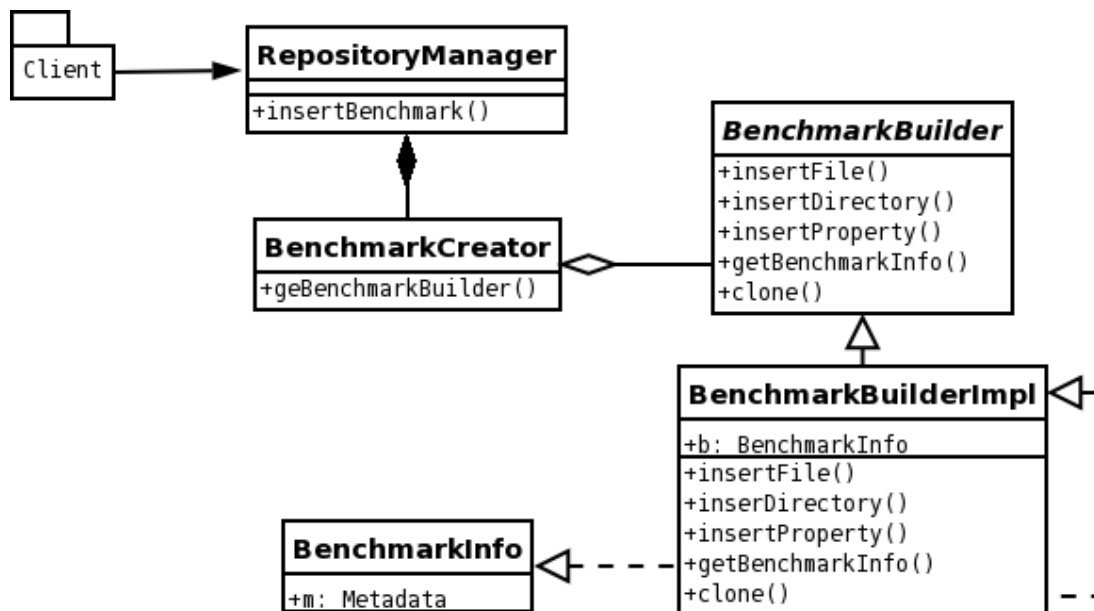 Client
RepositoryManager
+insertBenchmark()
BenchmarkBuilder
+insertFile()
+insertDirectory()
+insertProperty()
+getBenchmarkInfo()
+clone()
BenchmarkCreator
+geBenchmarkBuilder()
BenchmarkBuilderImpl
+b: BenchmarkInfo
+insertFile()
+inserDirectory()
+insertProperty()
+getBenchmarkInfo()
+clone()
BenchmarkInfo
+m: Metadata